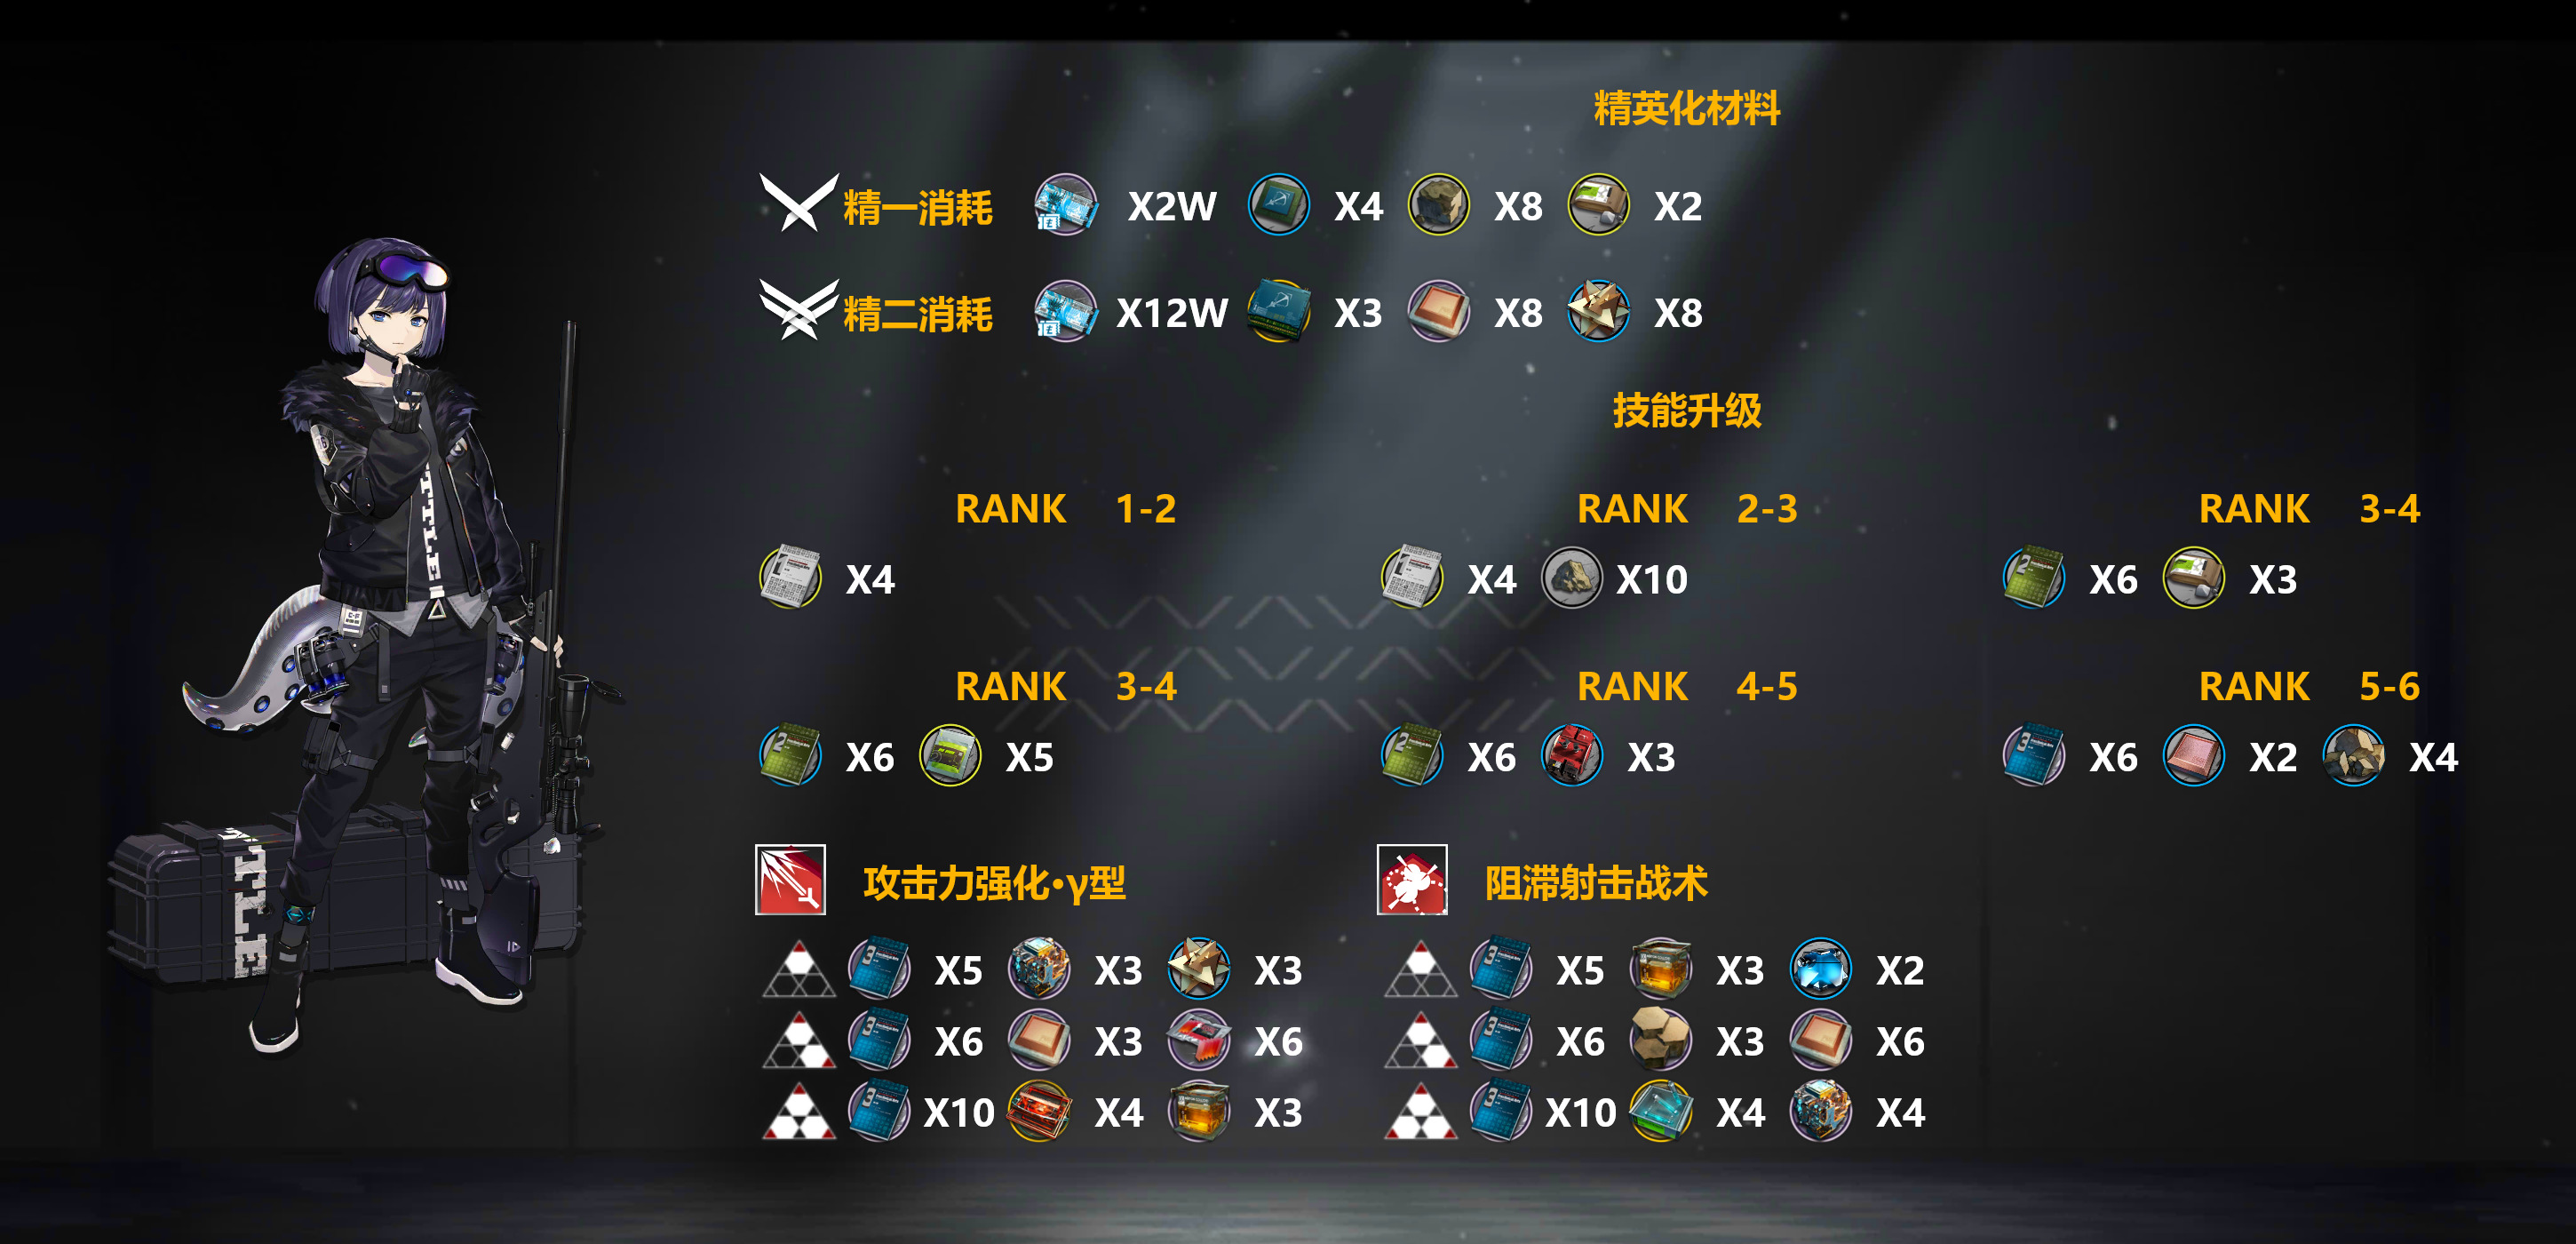 精英化材料
精一消耗 X2W X4 X8 X2
精二消耗 X12W X3 X8 X8
技能升级
RANK 1-2 RANK 2-3 RANK 3-4
X4 X4 X10 X6 X3
RANK 3-4 RANK 4-5 RANK 5-6
X6 X5 X6 X3 X6 X2 X4
攻击力强化·γ型 阻滞射击战术
X5 X3 X3 X5 X3 X2
X6 X3 X6 X6 X3 X6
X10 X4 X3 X10 X4 X4